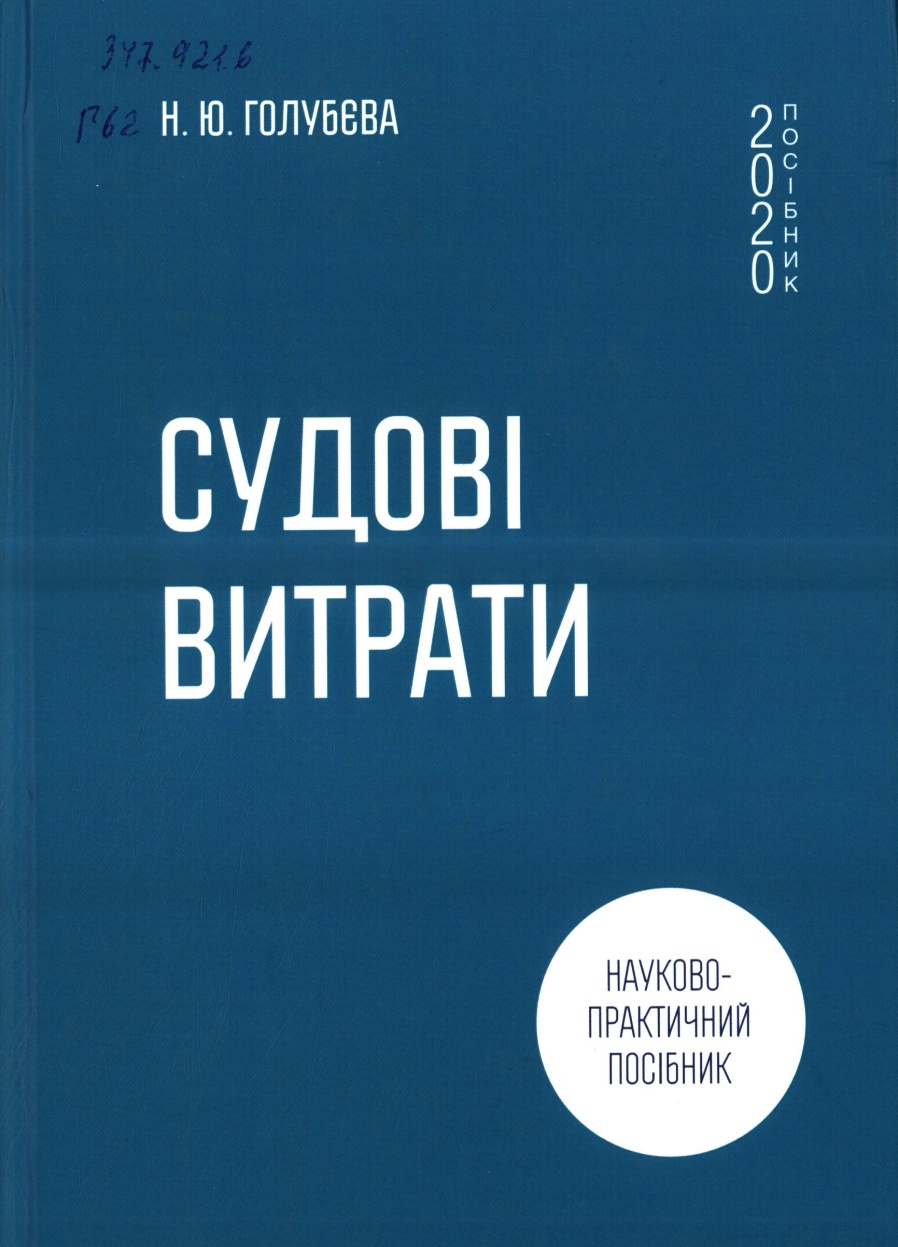 347.921.6
Г62
Н. Ю. ГОЛУБЄВА
2020
ПОСІБНИК
СУДОВІ
ВИТРАТИ
НАУКОВО-
ПРАКТИЧНИЙ
ПОСІБНИК